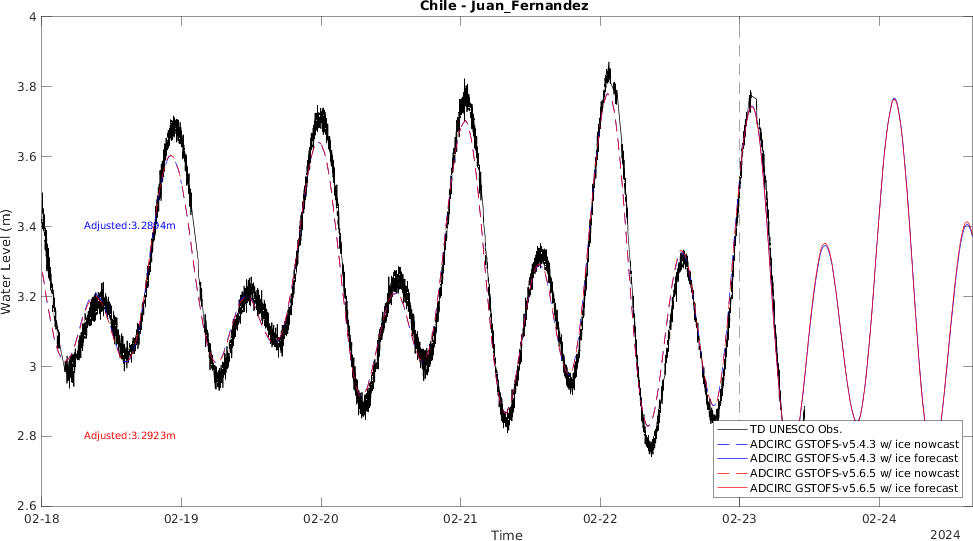 Chile - Juan_Fernandez
4
3.8
3.6
3.4
3.2
3
2.8
2.6
Water Level (m)
Adjusted:3.2894m
Adjusted:3.2923m
TD UNESCO Obs.
ADCIRC GSTOFS-v5.4.3 w/ ice nowcast
ADCIRC GSTOFS-v5.4.3 w/ ice forecast
ADCIRC GSTOFS-v5.6.5 w/ ice nowcast
ADCIRC GSTOFS-v5.6.5 w/ ice forecast
02-18 02-19 02-20 02-21 02-22 02-23 02-24
Time
2024